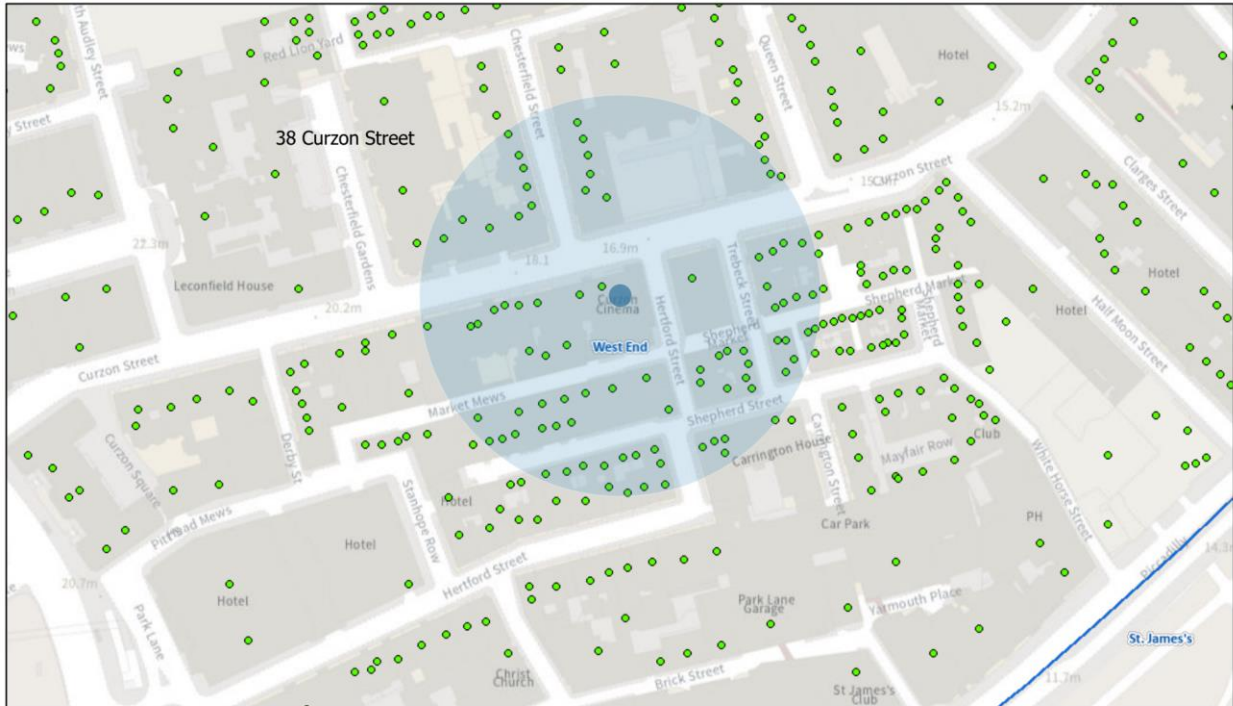 Audley Street
Red Lion Yard
Chesterfield Street
Queen Street
Hotel
15.2m
Street
38 Curzon Street
Chesterfield Gardens
Clarges Street
Curzon Street
22.3m
16.9m
18.1
Trebeck Street
Leconfield House
20.2m
Curzon
Cinema
Hertford Street
Shepherd Market
Shepherd
Market
Shepherd
Market
Hotel
Hotel
Half Moon Street
West End
Curzon Street
Market Mews
Shepherd Street
Derby St
Curzon Square
Carrington House
Carrington Street
Mayfair Row
Club
White Horse Street
Stanhope Row
Hotel
Pitt's Head Mews
Car Park
PH
Hotel
Hertford Street
Piccadilly
14.3m
20.7m
Hotel
Park Lane
Park Lane
Garage
Yarmouth Place
St. James's
Christ
Church
Brick Street
St James's
Club
11.7m